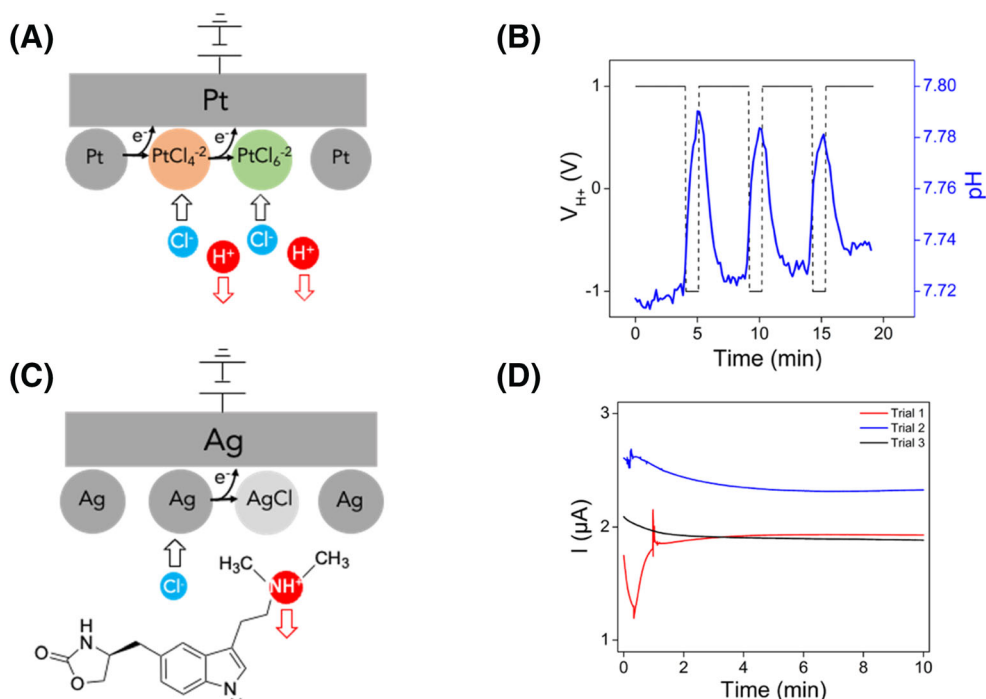 (A)
Pt
e-
e-
Pt
PtCl4-2
PtCl6-2
Pt
Cl-
H+
Cl-
H+
(B)
VH+ (V)
1
0
-1
7.80
7.78
7.76
7.74
7.72
pH
0
5
10
15
20
Time (min)
(C)
Ag
e-
Ag
Ag
AgCl
Ag
Cl-
H3C
CH3
NH+
H
N
O
O
N
(D)
I (µA)
3
2
1
Trial 1
Trial 2
Trial 3
0
2
4
6
8
10
Time (min)